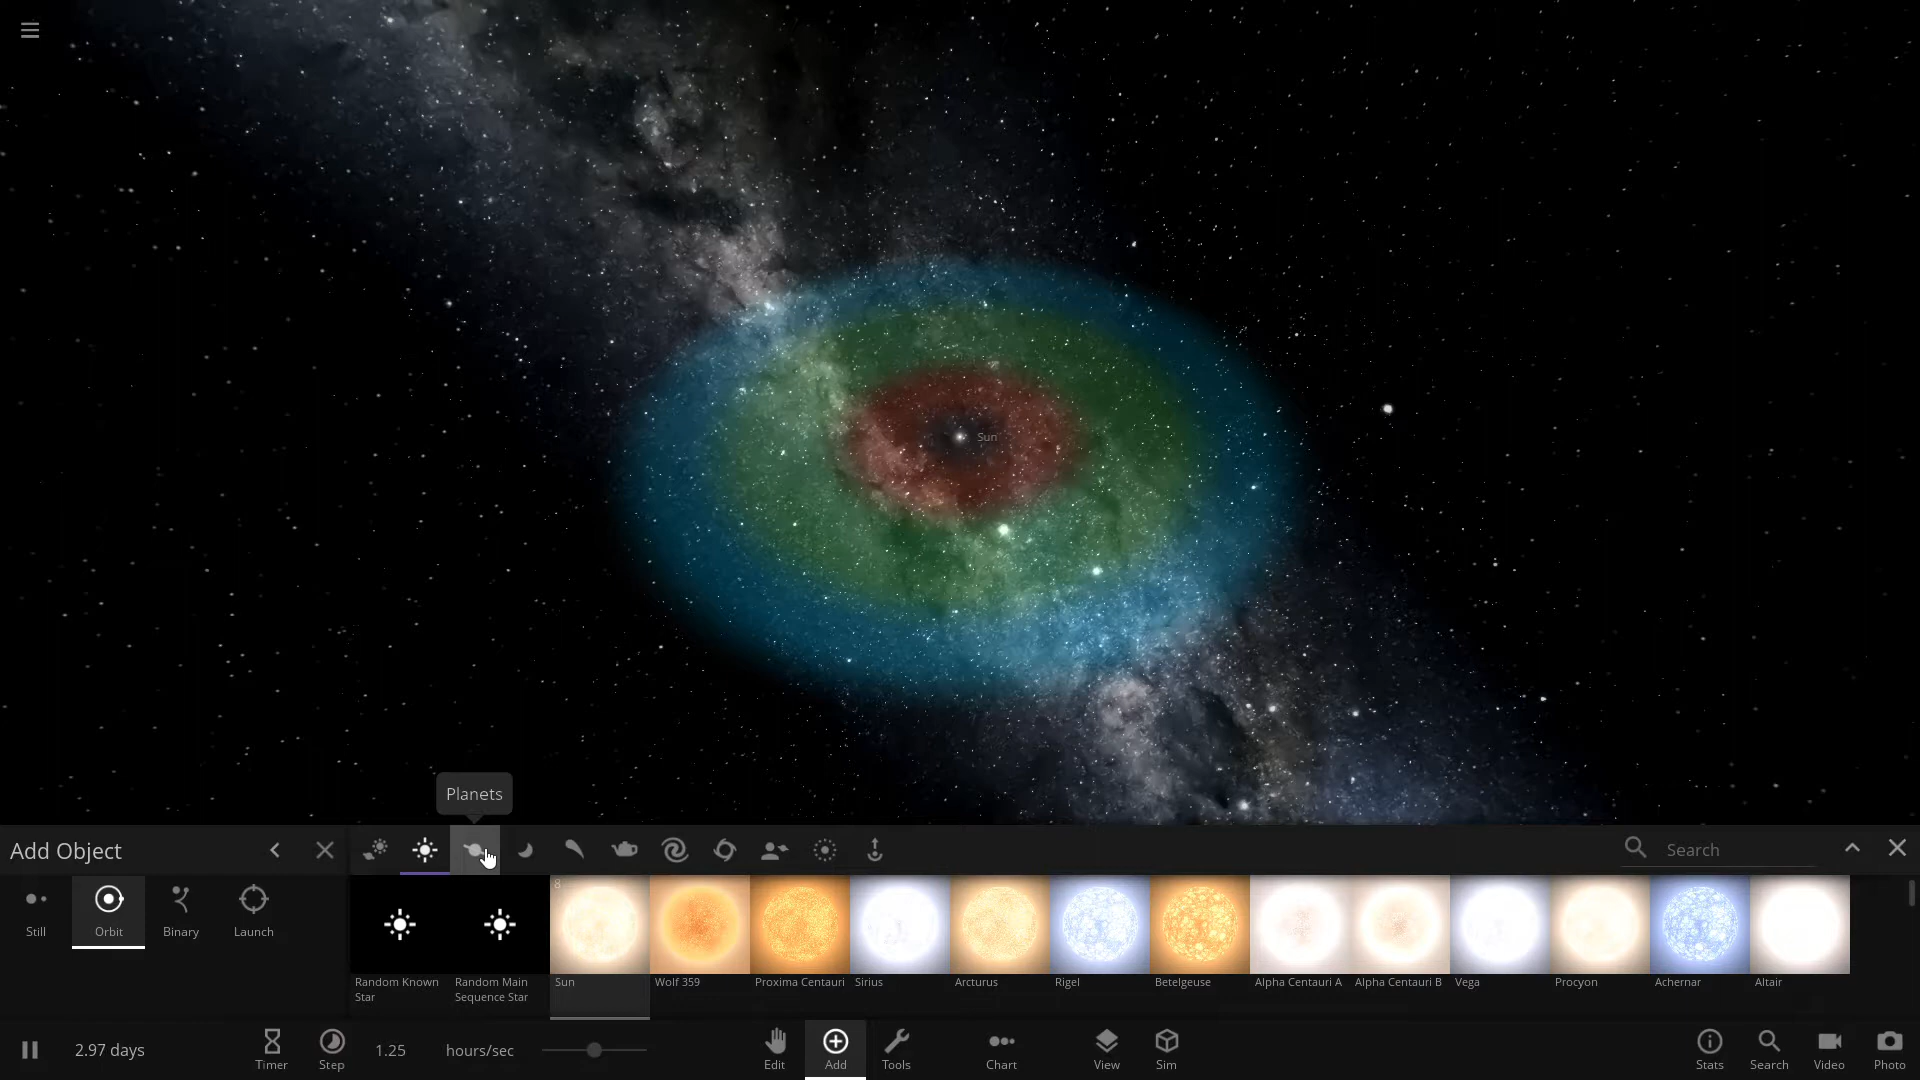 Sun
Planets
Add Object
Search
Still
Orbit
Binary
Launch
8
Random Known
Star
Random Main
Sequence Star
Sun
Wolf 359
Proxima Centauri
Sirius
Arcturus
Rigel
Betelgeuse
Alpha Centauri A
Alpha Centauri B
Vega
Procyon
Achernar
Altair
2.97 days
Timer
Step
1.25
hours/sec
Edit
Add
Tools
Chart
View
Sim
Stats
Search
Video
Photo